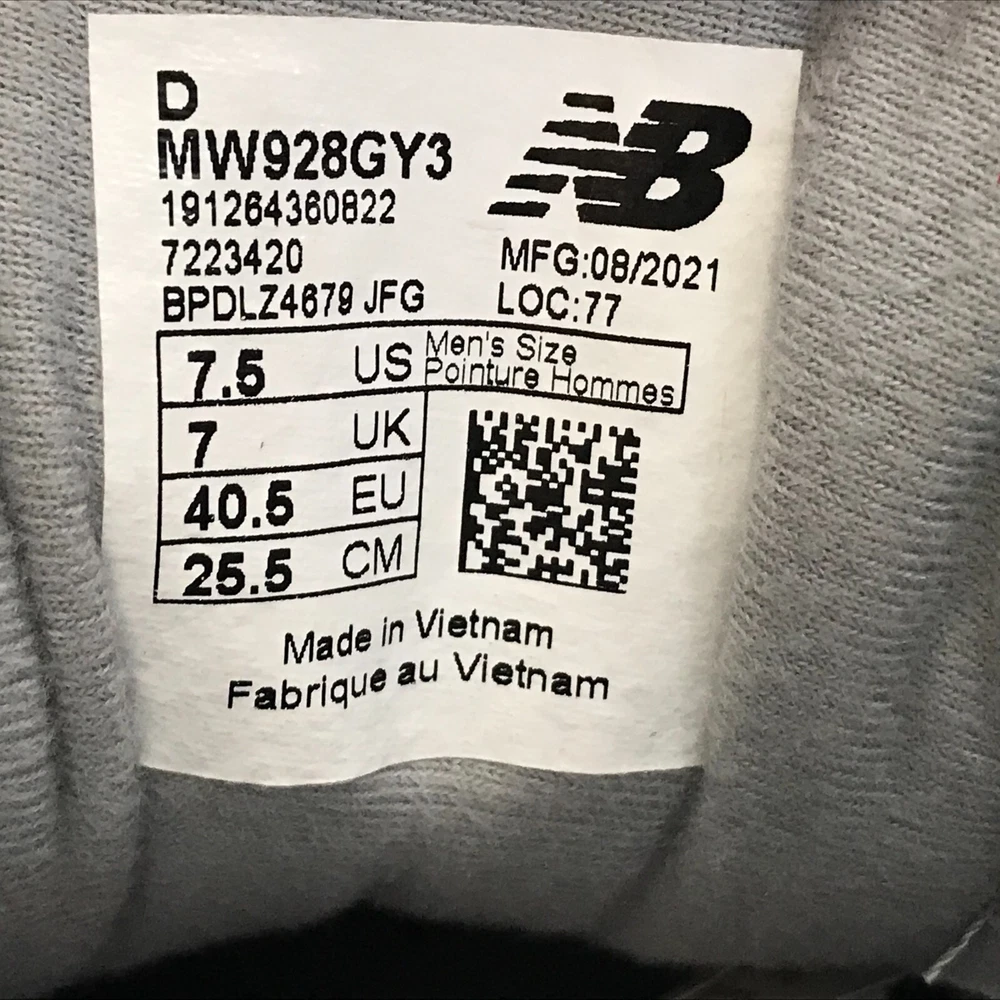 D
MW928GY3
191264360822
7223420
BPDLZ4679 JFG
NB
MFG:08/2021
LOC:77
7.5 US Men's Size
Pointure Hommes
7 UK
40.5 EU
25.5 CM
Made in Vietnam
Fabrique au Vietnam